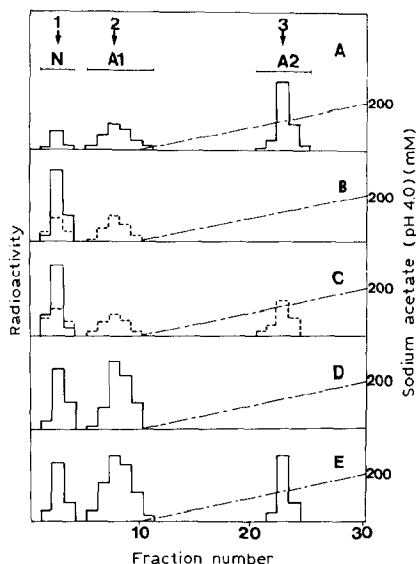 1 2 3
N A1 A2 A
200
B
200
C
200
D
200
E
200
10 20 30
Fraction number
Radioactivity
Sodium acetate (pH 4.0) (mM)